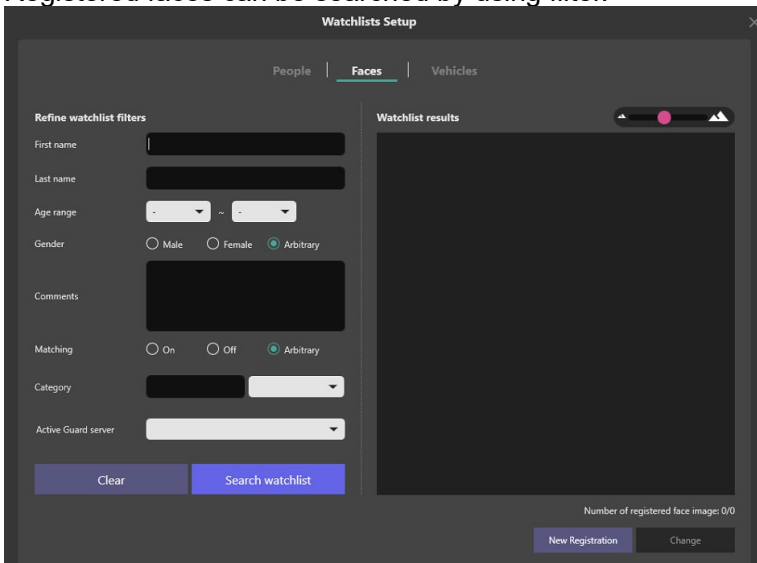 Registered faces can be searched by using filter.
Watchlists Setup
People | Faces | Vehicles
Refine watchlist filters
Watchlist results
First name
Last name
Age range - ~ -
Gender Male Female Arbitrary
Comments
Matching On Off Arbitrary
Category
Active Guard server
Clear Search watchlist
Number of registered face image: 0/0
New Registration Change